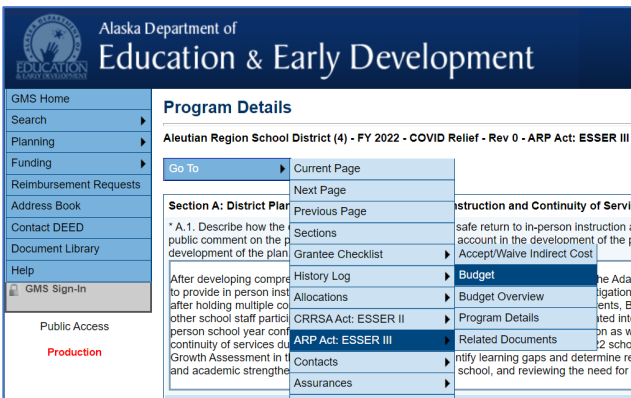 Alaska Department of
Education & Early Development
EDUCATION
& EARLY DEVELOPMENT
GMS Home
Search
Planning
Funding
Reimbursement Requests
Address Book
Contact DEED
Document Library
Help
GMS Sign-In
Public Access
Production
Program Details
Aleutian Region School District (4) - FY 2022 - COVID Relief - Rev 0 - ARP Act: ESSER III
Go To
Current Page
Next Page
Previous Page
Sections
Grantee Checklist
History Log
Allocations
CRRSA Act: ESSER II
ARP Act: ESSER III
Contacts
Assurances
Accept/Waive Indirect Cost
Budget
Budget Overview
Program Details
Related Documents
Section A: District Plan struction and Continuity of Servi
* A.1. Describe how the safe return to in-person instruction a
public comment on the p account in the development of the p
development of the plan
After developing compre he Ada
to provide in person inst tigation
after holding multiple co ents, E
other school staff partici ted int
person school year conf on as w
continuity of services du 22 scho
Growth Assessment in t ntify learning gaps and determine re
and academic strengthe school, and reviewing the need for